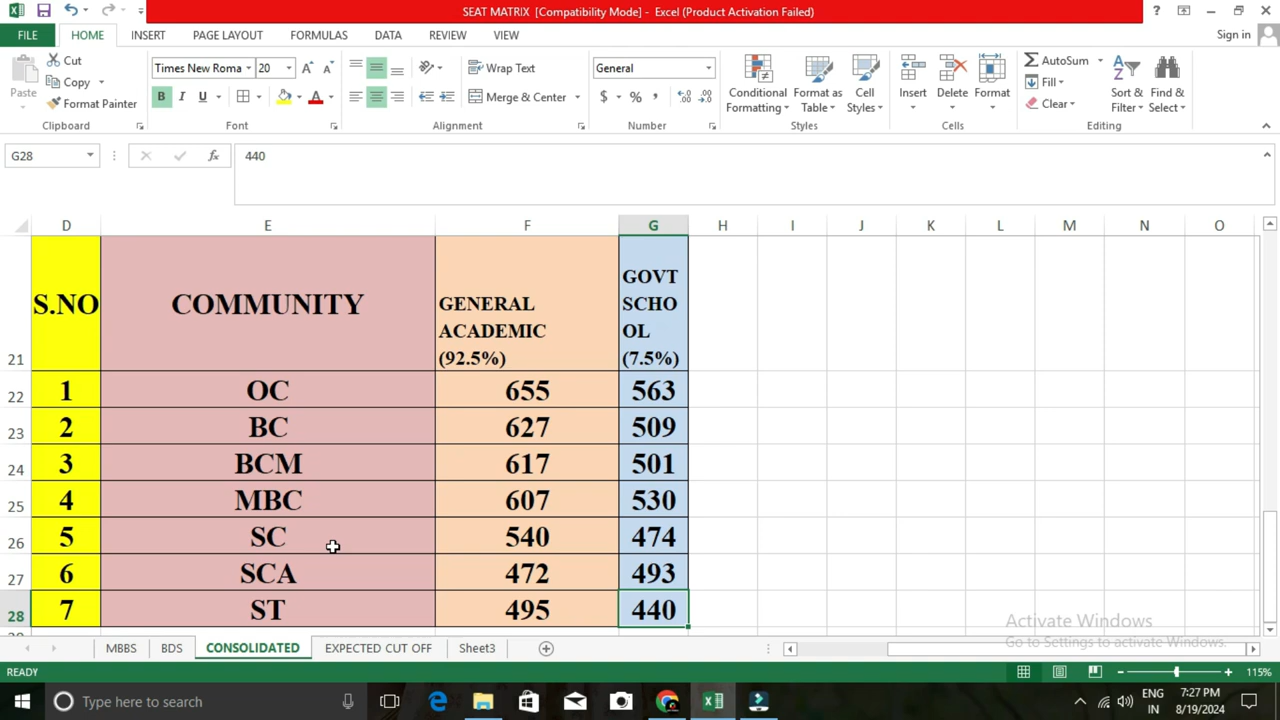 SEAT MATRIX [Compatibility Mode] - Excel (Product Activation Failed)
FILE HOME INSERT PAGE LAYOUT FORMULAS DATA REVIEW VIEW Sign in
Paste Cut Copy Format Painter
Clipboard
Times New Roma 20
Font
Wrap Text
Merge & Center
Alignment
General
Number
Conditional Formatting
Format as Table
Cell Styles
Styles
Insert Delete Format
Cells
AutoSum
Fill
Clear
Sort & Filter
Find & Select
Editing
G28 fx 440
D E F G H I J K L M N O
21 S.NO COMMUNITY GENERAL ACADEMIC (92.5%) GOVT SCHO OL (7.5%)
22 1 OC 655 563
23 2 BC 627 509
24 3 BCM 617 501
25 4 MBC 607 530
26 5 SC 540 474
27 6 SCA 472 493
28 7 ST 495 440
Activate Windows
Go to Settings to activate Windows.
MBBS BDS CONSOLIDATED EXPECTED CUT OFF Sheet3
READY 115%
Type here to search
ENG IN
7:27 PM
8/19/2024